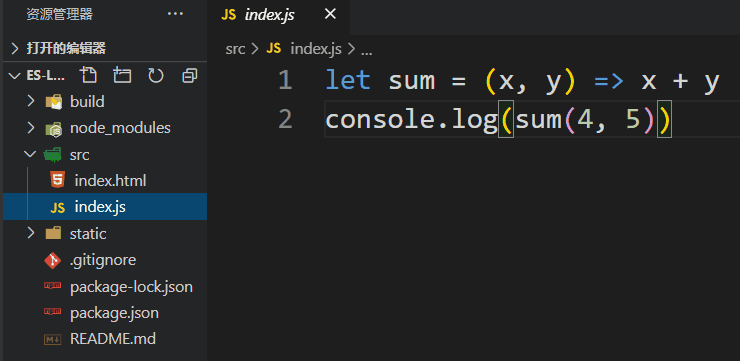 资源管理器
打开的编辑器
ES-L...
build
node_modules
src
index.html
JS index.js
static
.gitignore
package-lock.json
package.json
README.md
JS index.js
src > JS index.js > ...
1 let sum = (x, y) => x + y
2 console.log(sum(4, 5))